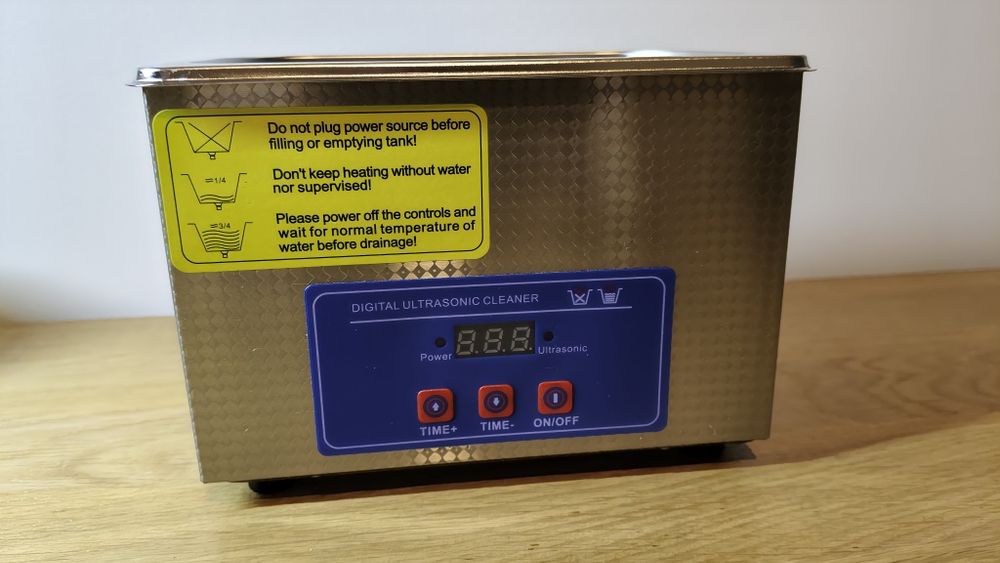 Do not plug power source before
filling or emptying tank!
=1/4
Don't keep heating without water
nor supervised!
=3/4
Please power off the controls and
wait for normal temperature of
water before drainage!
DIGITAL ULTRASONIC CLEANER
8.8.8.
Power
Ultrasonic
TIME+
TIME-
ON/OFF